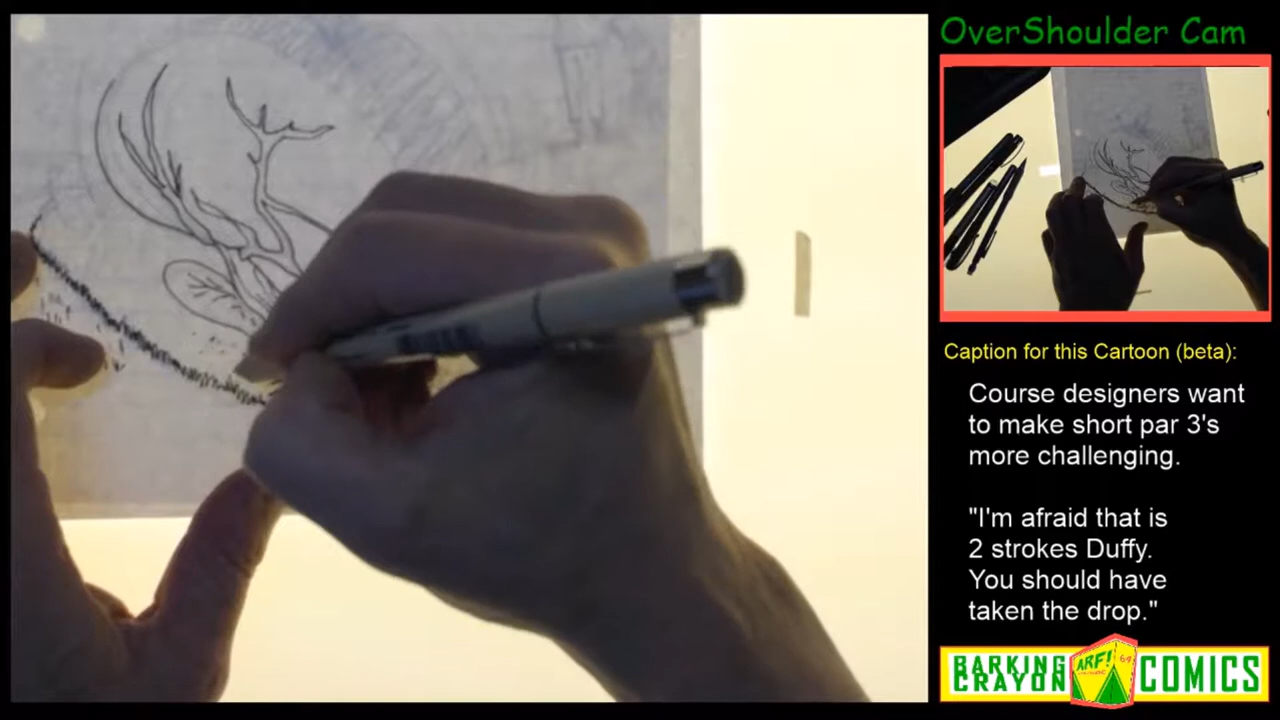 OverShoulder Cam
Caption for this Cartoon (beta):
Course designers want
to make short par 3's
more challenging.
"I'm afraid that is
2 strokes Duffy.
You should have
taken the drop."
BARKING
CRAYON
ARF!
64
COMICS